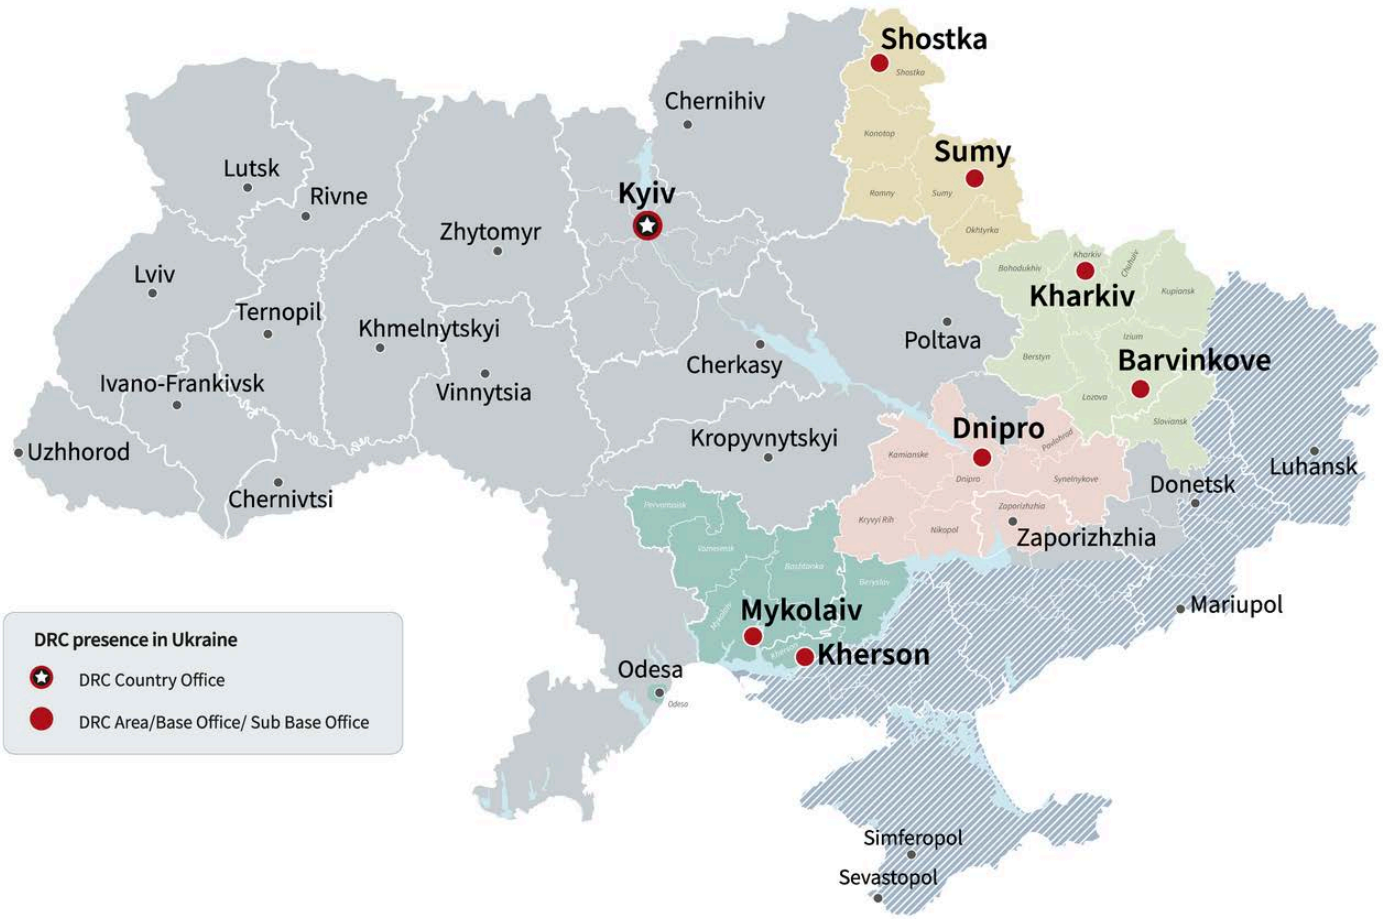 Shostka
Shostka
Chernihiv
Konotop
Sumy
Lutsk
Rivne
Kyiv
Romny
Sumy
Okhtyrka
Zhytomyr
Kharkiv
Chuhuiv
Bohodukhiv
Lviv
Kharkiv
Kupiansk
Ternopil
Khmelnytskyi
Poltava
Izium
Cherkasy
Berstyn
Barvinkove
Ivano-Frankivsk
Vinnytsia
Lozova
Sloviansk
Dnipro
Kropyvnytskyi
Pavlohrad
Uzhhorod
Kamianske
Luhansk
Dnipro
Synelnykove
Donetsk
Chernivtsi
Pervomaisk
Zaporizhzhia
Kryvyi Rih
Nikopol
Zaporizhzhia
Voznesensk
Bashtanka
Beryslav
Mykolaiv
Mykolaiv
Mariupol
Kherson
Kherson
Odesa
Odesa
DRC presence in Ukraine
DRC Country Office
DRC Area/Base Office/ Sub Base Office
Simferopol
Sevastopol